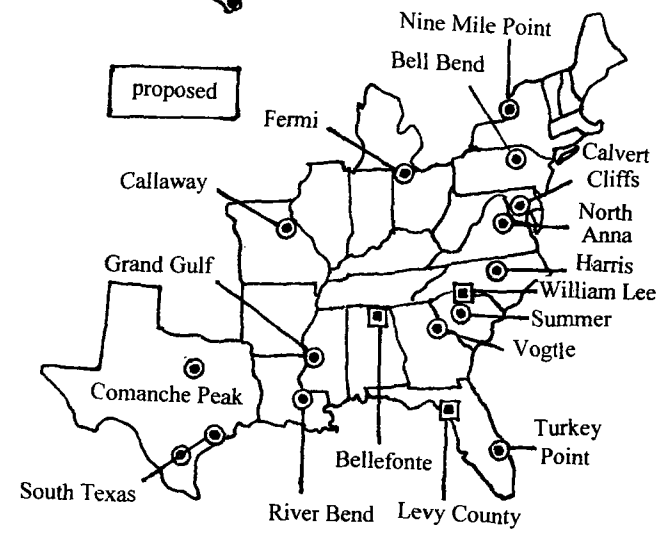 Nine Mile Point
Bell Bend
proposed
Fermi
Calvert
Cliffs
Callaway
North
Anna
Grand Gulf
Harris
William Lee
Summer
Vogtle
Comanche Peak
Turkey
Point
Bellefonte
South Texas
River Bend
Levy County